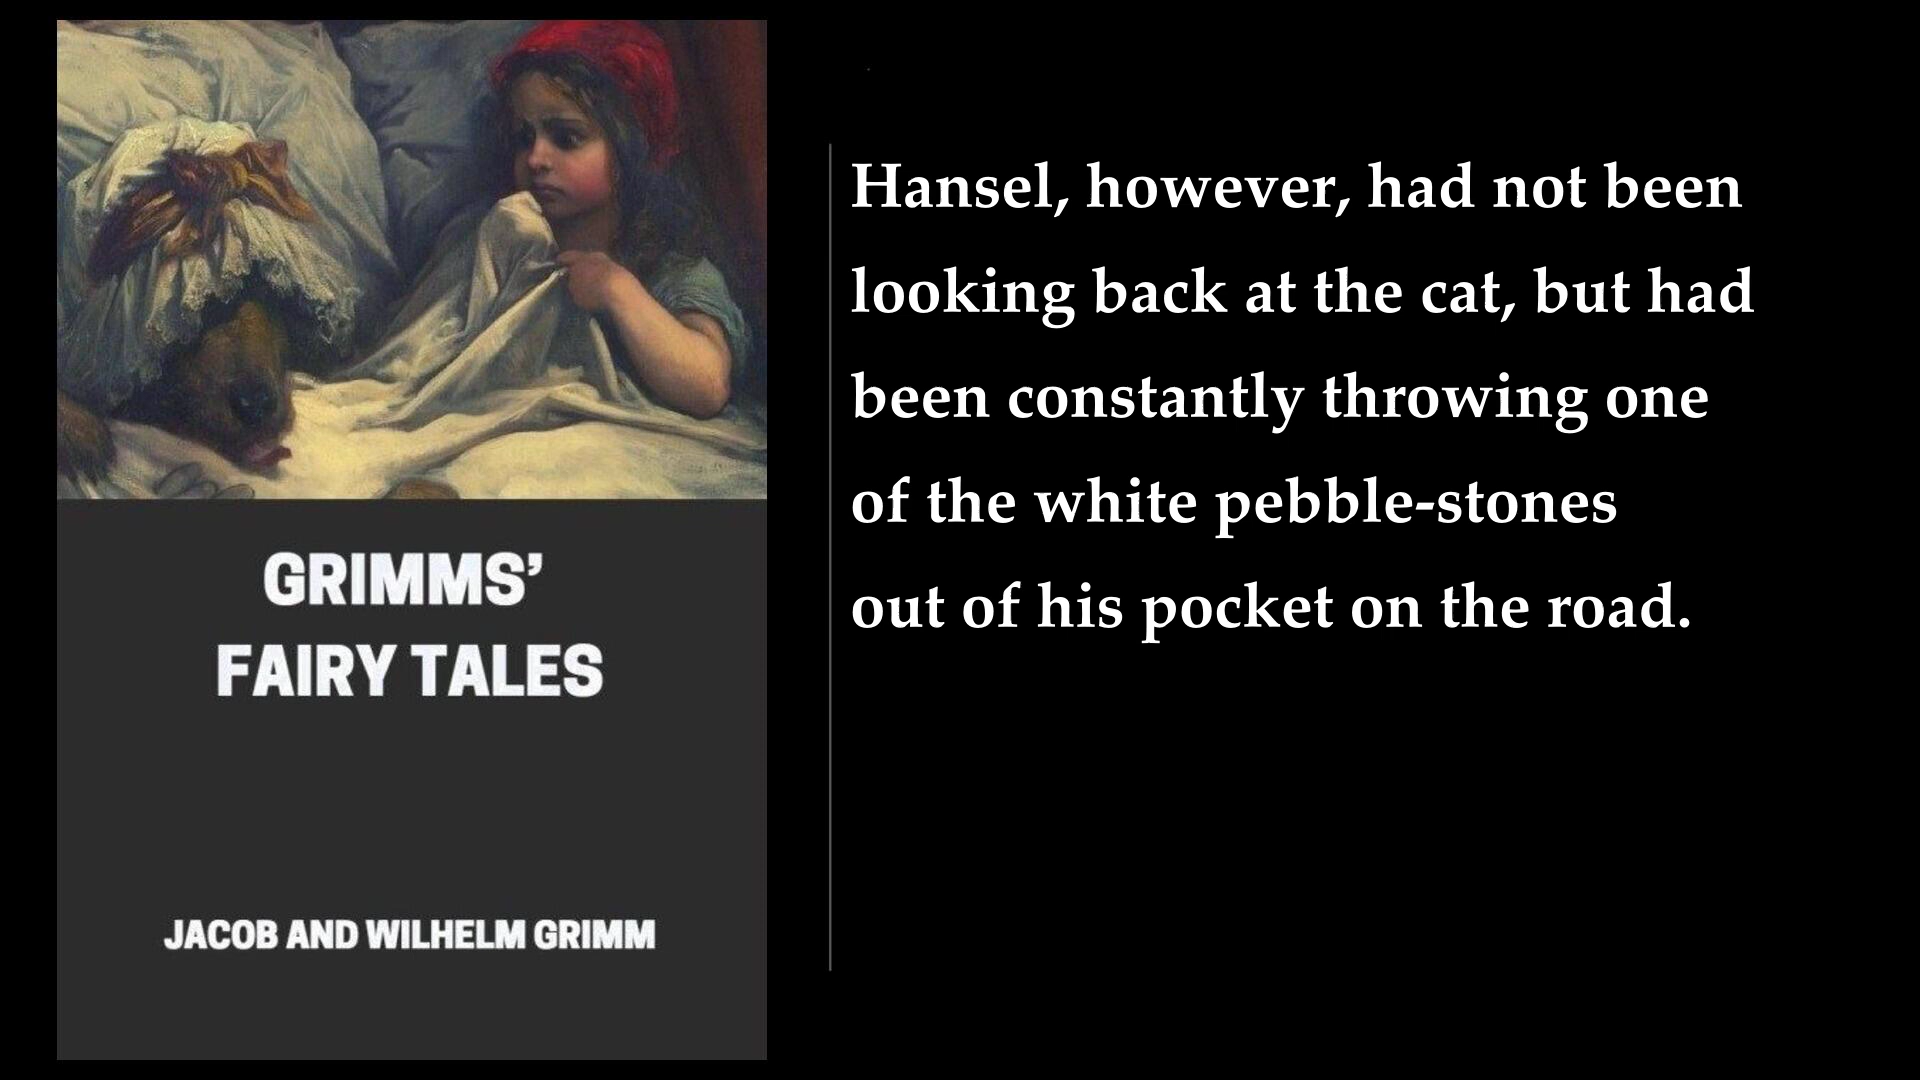 GRIMMS’
FAIRY TALES
JACOB AND WILHELM GRIMM
Hansel, however, had not been
looking back at the cat, but had
been constantly throwing one
of the white pebble-stones
out of his pocket on the road.